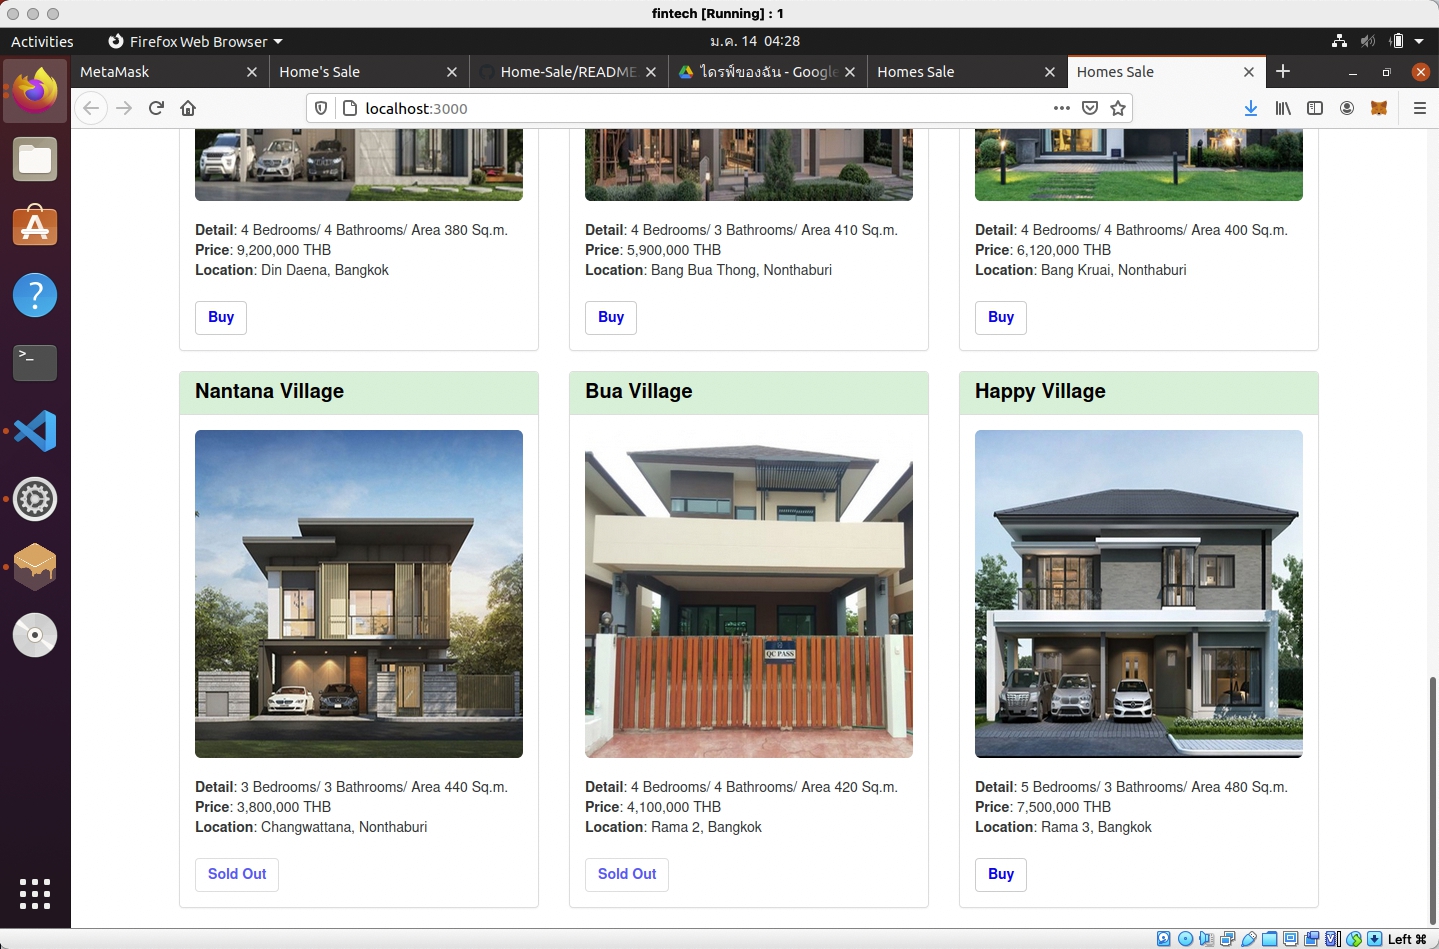 fintech [Running] : 1
Activities
Firefox Web Browser
ม.ค. 14 04:28
MetaMask
Home's Sale
Home-Sale/README
ไดรฟ์ของฉัน - Google
Homes Sale
Homes Sale
localhost:3000
Detail: 4 Bedrooms/ 4 Bathrooms/ Area 380 Sq.m.
Price: 9,200,000 THB
Location: Din Daena, Bangkok
Buy
Detail: 4 Bedrooms/ 3 Bathrooms/ Area 410 Sq.m.
Price: 5,900,000 THB
Location: Bang Bua Thong, Nonthaburi
Buy
Detail: 4 Bedrooms/ 4 Bathrooms/ Area 400 Sq.m.
Price: 6,120,000 THB
Location: Bang Kruai, Nonthaburi
Buy
Nantana Village
Detail: 3 Bedrooms/ 3 Bathrooms/ Area 440 Sq.m.
Price: 3,800,000 THB
Location: Changwattana, Nonthaburi
Sold Out
Bua Village
QC PASS
Detail: 4 Bedrooms/ 4 Bathrooms/ Area 420 Sq.m.
Price: 4,100,000 THB
Location: Rama 2, Bangkok
Sold Out
Happy Village
Detail: 5 Bedrooms/ 3 Bathrooms/ Area 480 Sq.m.
Price: 7,500,000 THB
Location: Rama 3, Bangkok
Buy
Left ⌘